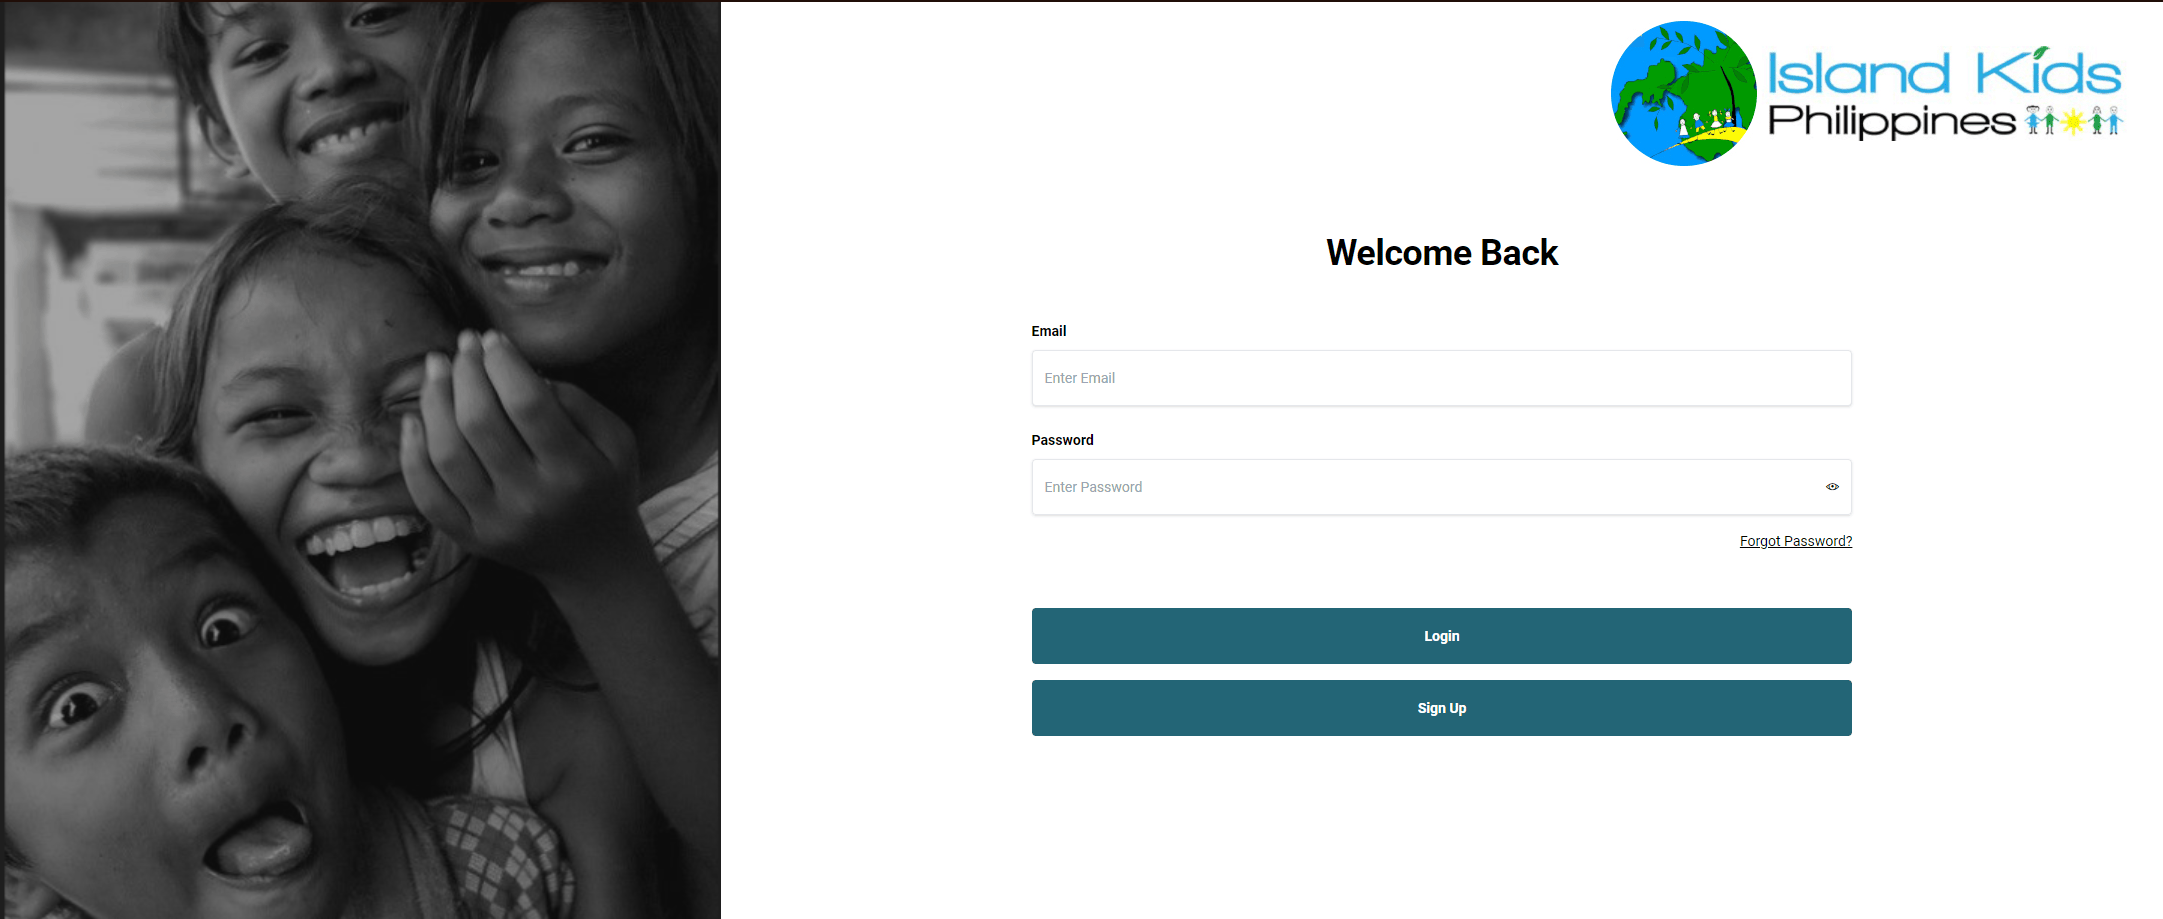 Island Kids
Philippines
Welcome Back
Email
Enter Email
Password
Enter Password
Forgot Password?
Login
Sign Up